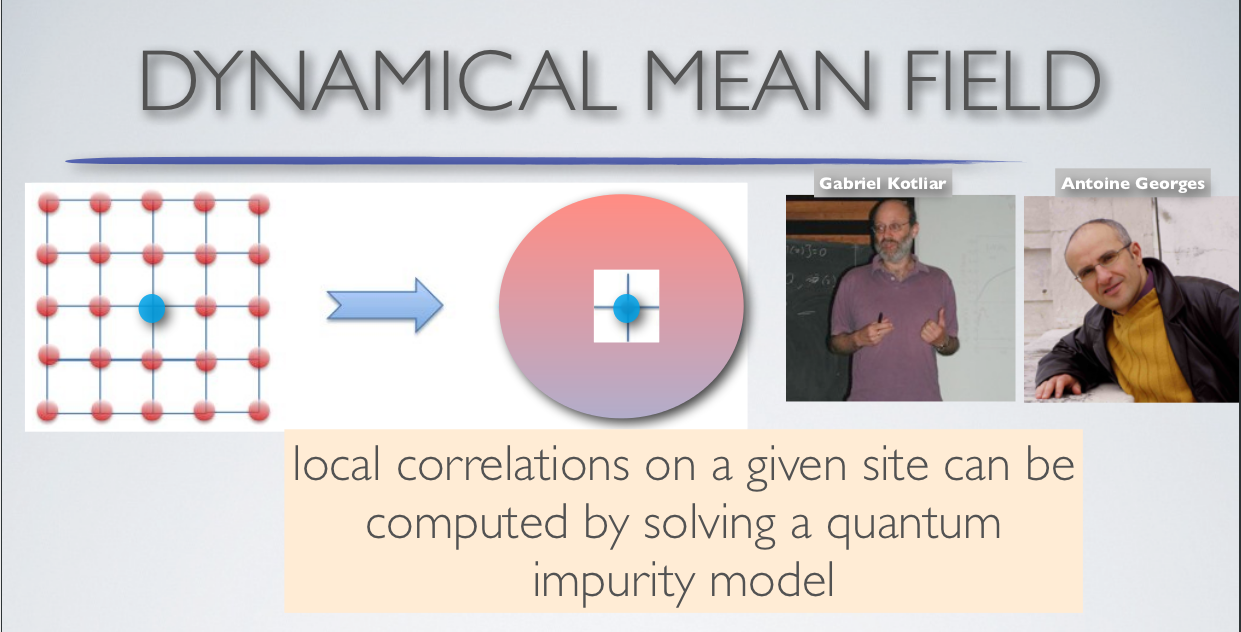 DYNAMICAL MEAN FIELD
Gabriel Kotliar
Antoine Georges
local correlations on a given site can be
computed by solving a quantum
impurity model